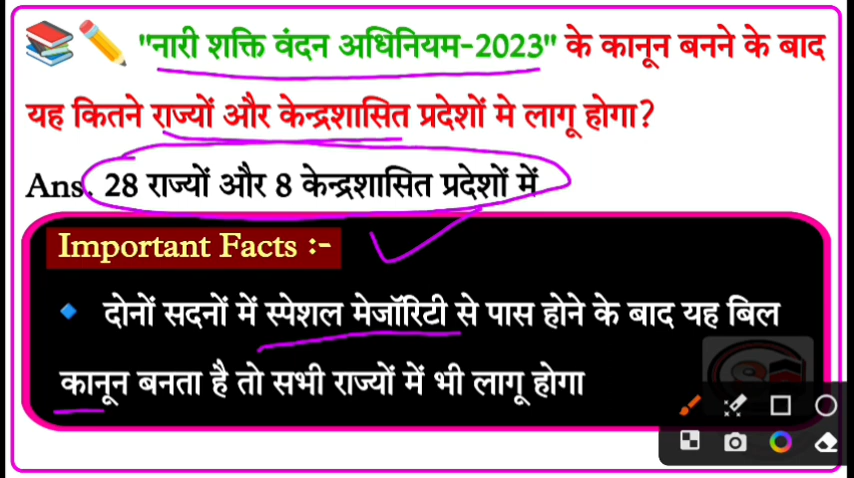 "नारी शक्ति वंदन अधिनियम-2023" के कानून बनने के बाद
यह कितने राज्यों और केन्द्रशासित प्रदेशों मे लागू होगा?
Ans. 28 राज्यों और 8 केन्द्रशासित प्रदेशों में
Important Facts :-
दोनों सदनों में स्पेशल मेजॉरिटी से पास होने के बाद यह बिल
कानून बनता है तो सभी राज्यों में भी लागू होगा